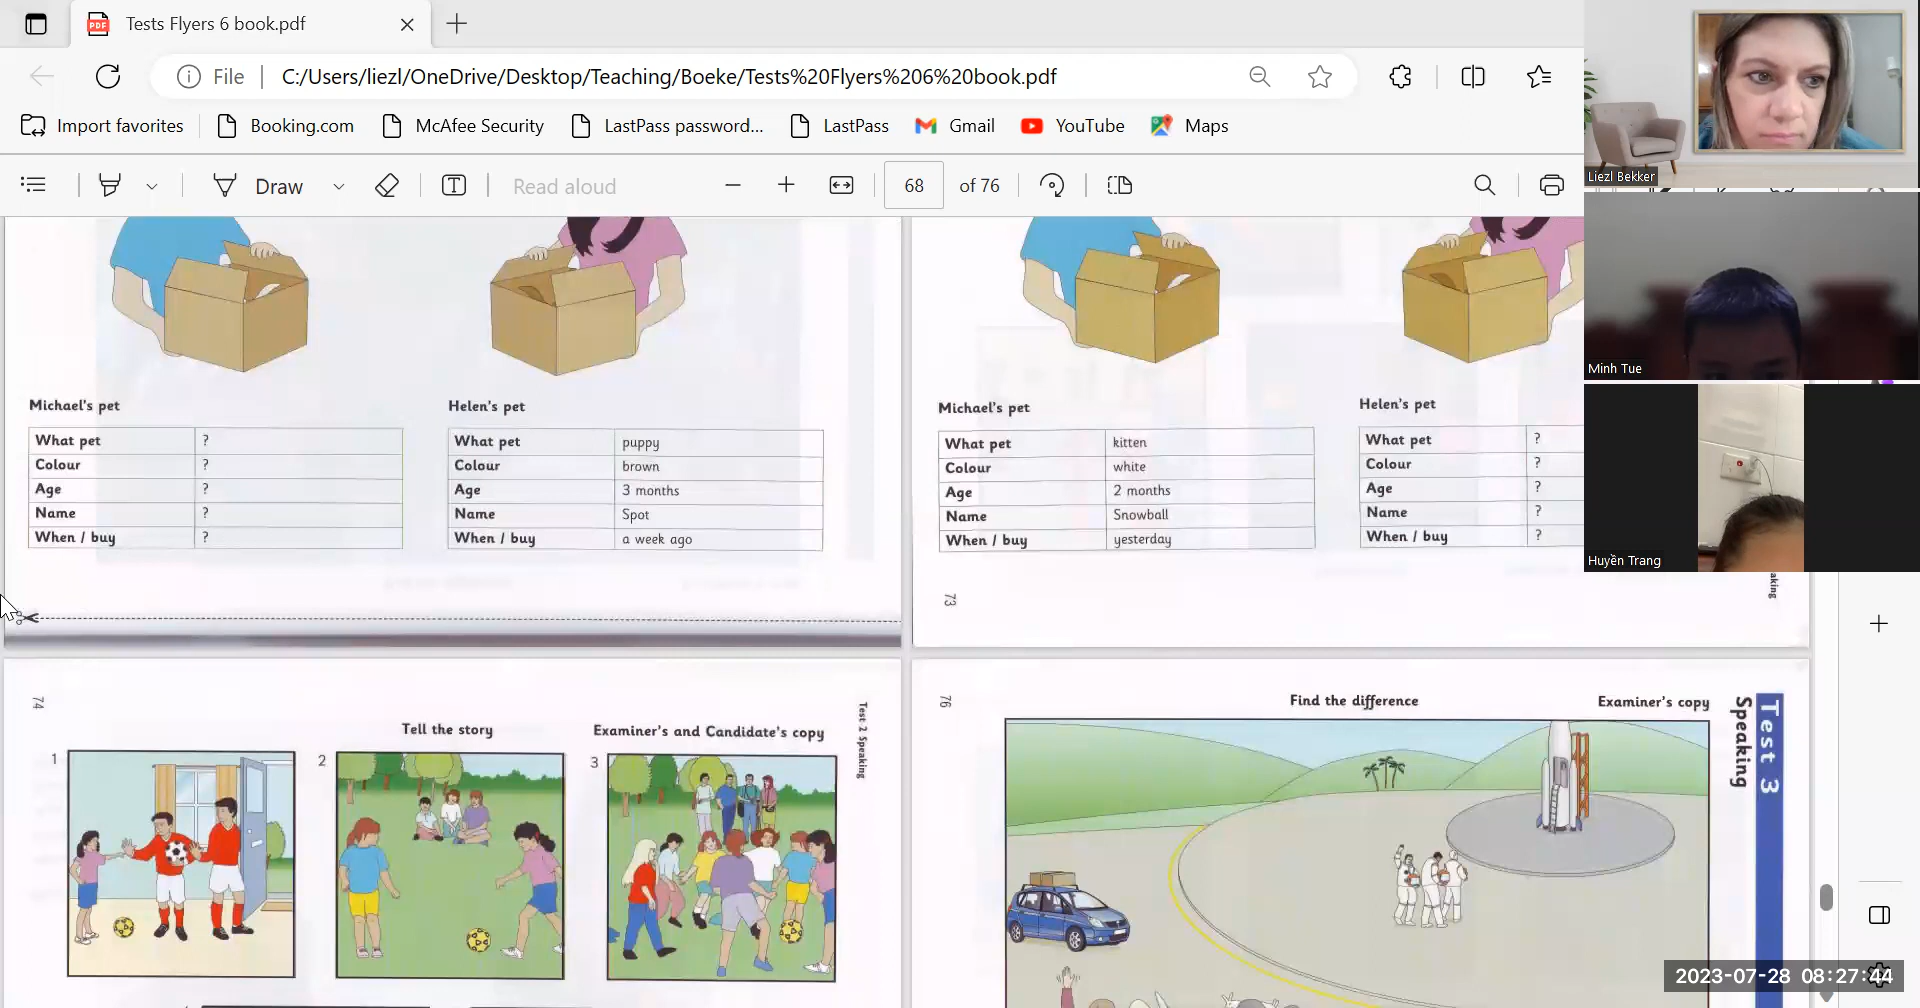 Tests Flyers 6 book.pdf
File
C:/Users/liezl/OneDrive/Desktop/Teaching/Boeke/Tests%20Flyers%206%20book.pdf
Import favorites
Booking.com
McAfee Security
LastPass password...
LastPass
Gmail
YouTube
Maps
Draw
Read aloud
68
of 76
Liezl Bekker
Minh Tue
Huyền Trang
Michael's pet
What pet ?
Colour ?
Age ?
Name ?
When / buy ?
Helen's pet
What pet puppy
Colour brown
Age 3 months
Name Spot
When / buy a week ago
Michael's pet
What pet kitten
Colour white
Age 2 months
Name Snowball
When / buy yesterday
Helen's pet
What pet ?
Colour ?
Age ?
Name ?
When / buy ?
73
74
Tell the story
Examiner's and Candidate's copy
Test 2 Speaking
1
2
3
76
Find the difference
Examiner's copy
Test 3
Speaking
2023-07-28 08:27:44